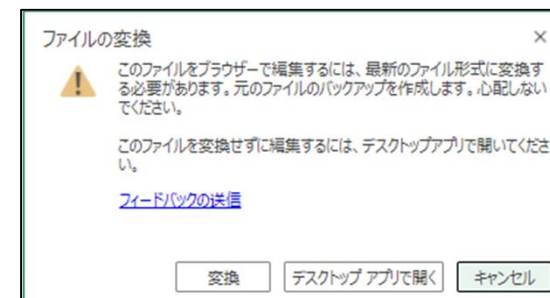 ファイルの変換
×
このファイルをブラウザーで編集するには、最新のファイル形式に変換す
る必要があります。元のファイルのバックアップを作成します。心配しない
でください。
このファイルを変換せずに編集するには、デスクトップアプリで開いてくださ
い。
フィードバックの送信
変換
デスクトップ アプリで開く
キャンセル